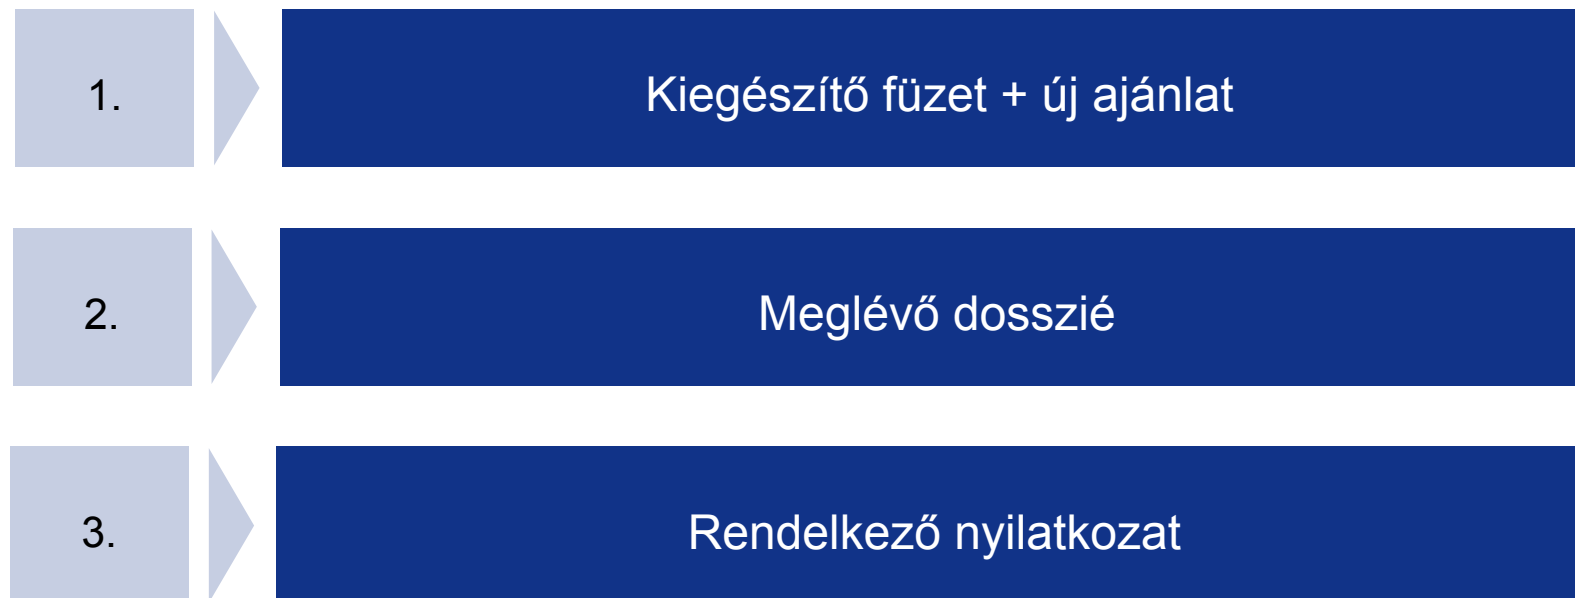 1.
Kiegészítő füzet + új ajánlat
2.
Meglévő dosszié
3.
Rendelkező nyilatkozat